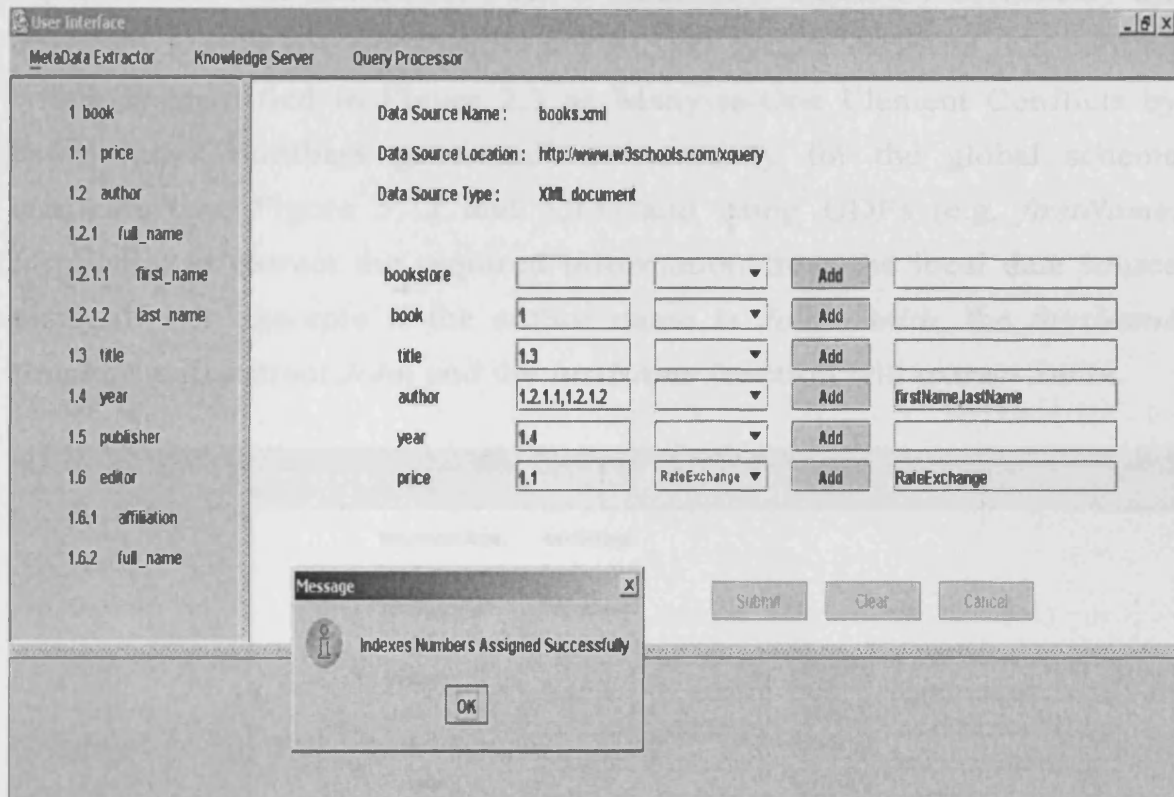 User Interface
MetaData Extractor Knowledge Server Query Processor
1 book
1.1 price
1.2 author
1.2.1 full_name
1.2.1.1 first_name
1.2.1.2 last_name
1.3 title
1.4 year
1.5 publisher
1.6 editor
1.6.1 affiliation
1.6.2 full_name
Data Source Name : books.xml
Data Source Location http://www.w3schools.com/xquery
Data Source Type : XML document
bookstore Add
book 1 Add
title 1.3 Add
author 1.2.1.1,1.2.1.2 Add firstName,lastName
year 1.4 Add
price 1.1 RateExchange Add RateExchange
Submit Clear Cancel
Message X
Indexes Numbers Assigned Successfully
OK